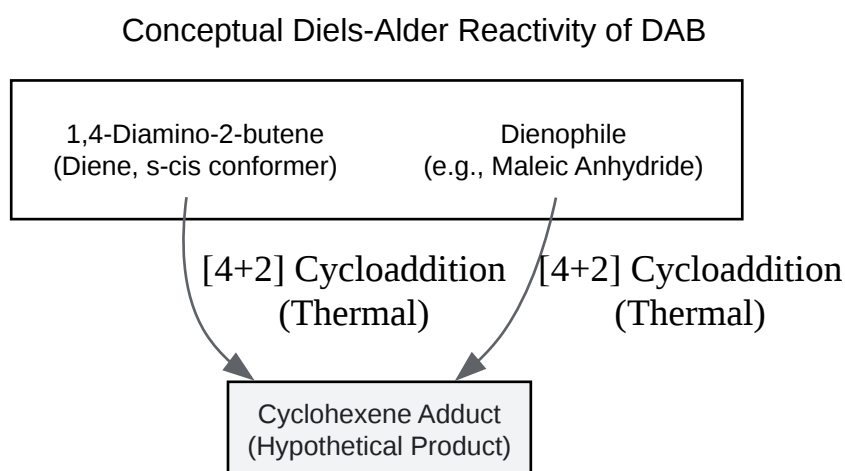 Conceptual Diels-Alder Reactivity of DAB
1,4-Diamino-2-butene
(Diene, s-cis conformer)
Dienophile
(e.g., Maleic Anhydride)
[4+2] Cycloaddition
(Thermal)
[4+2] Cycloaddition
(Thermal)
Cyclohexene Adduct
(Hypothetical Product)